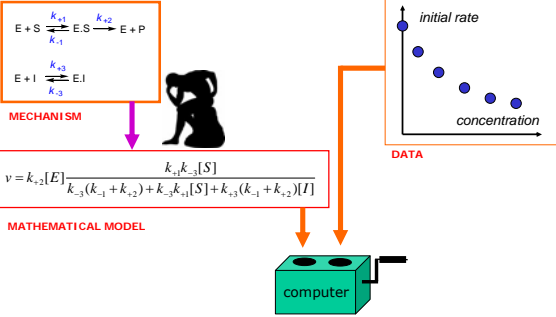 k+1 k+2
E + S ⇌ E.S → E + P
k-1
k+3
E + I ⇌ E.I
k-3
MECHANISM
initial rate
concentration
DATA
v = k+2[E] k+1k-3[S] / k-3(k-1 + k+2) + k-3k+1[S] + k+3(k-1 + k+2)[I]
MATHEMATICAL MODEL
computer